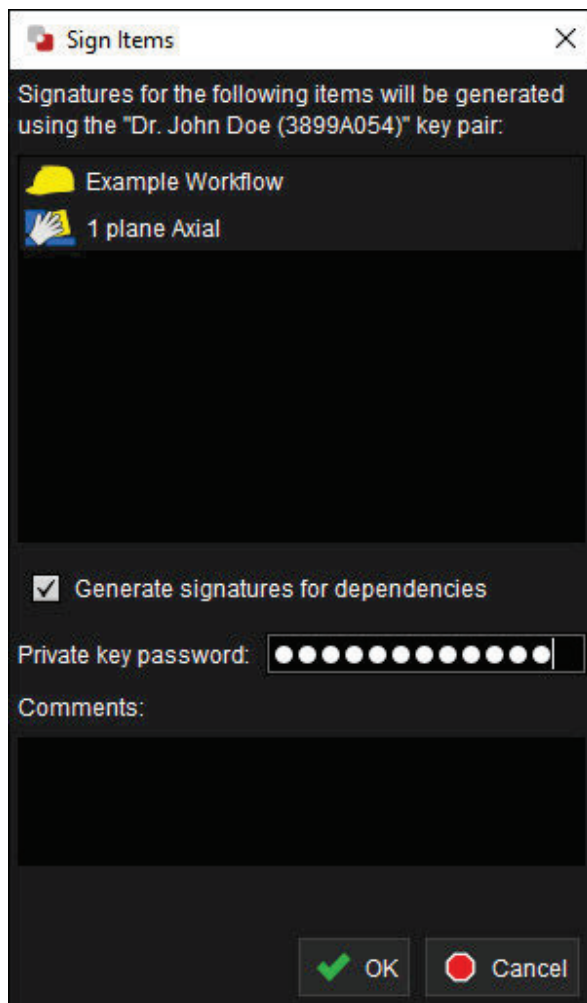 Sign Items
Signatures for the following items will be generated
using the "Dr. John Doe (3899A054)" key pair:
Example Workflow
1 plane Axial
Generate signatures for dependencies
Private key password: ●●●●●●●●●●●●
Comments:
OK Cancel